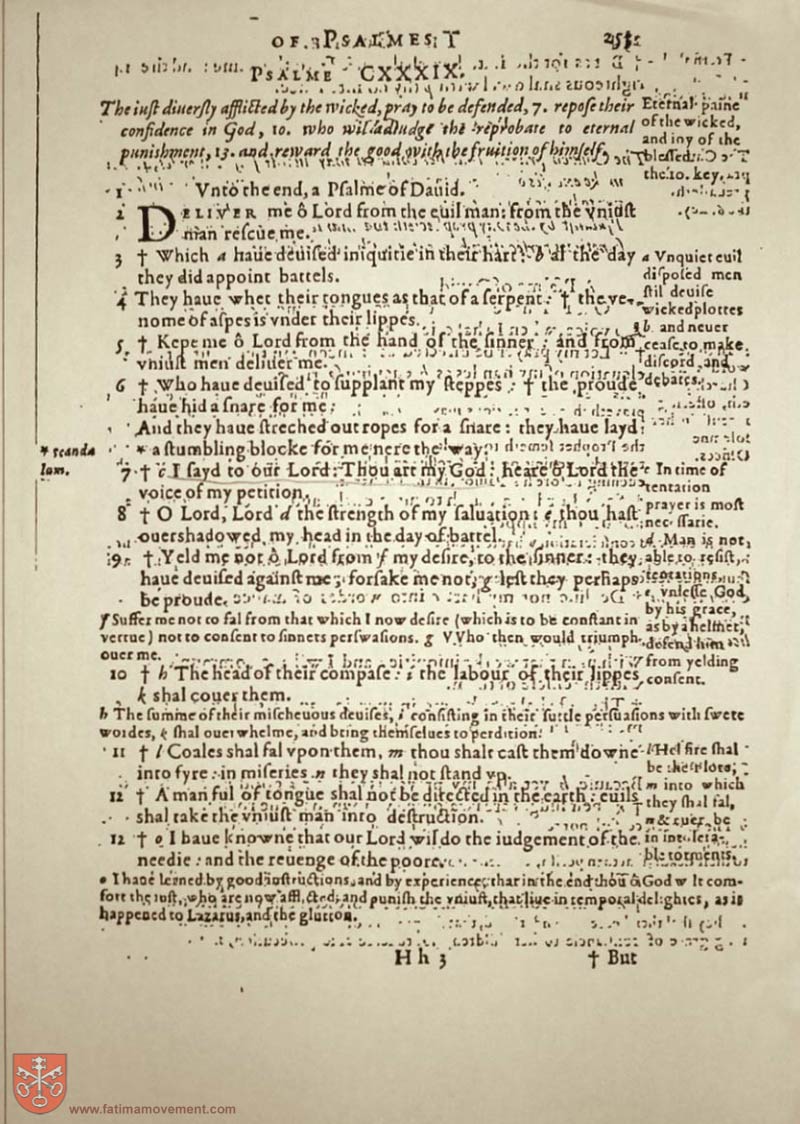 OF PSALMES.
PSALME CXXXIX.
The iust diuersly afflicted by the wicked, pray to be defended, 7. repose their
confidence in God, 10. who wil adiudge the reprobate to eternal
punishment, 13. and reward the good with the fruition of himself.
Eternal paine
of the wicked,
and ioy of the
blessed:
the 10. key.
1 Vnto the end, a Psalme of Dauid.
2 DELIVER me ô Lord from the euil man: from the vniust
man rescue me.
3 † Which a haue deuised iniquitie in their hart: b al the day
they did appoint battels.
a Vnquiet euil
disposed men
stil deuise
wicked plottes
b. and neuer
cease to make
discord, and
debates.
4 They haue whet their tongues as that of a serpent: † the ve-
nome of aspes is vnder their lippes.
5. † Kepe me ô Lord from the hand of the sinner: and from
vniust men deliuer me.
6 † Who haue deuised to supplant my steppes: † the proude
haue hid a snare for me:
And they haue streched out ropes for a snare: they haue layd
* a stumbling blocke for me nere the way.
* scanda
lum.
7 † c I sayd to our Lord: Thou art my God: heare ô Lord the
voice of my petition.
c In time of
tentation
prayer is most
necessarie.
8 † O Lord, Lord d the strength of my saluation: e thou hast
ouershadowed my head in the day of battel.
d Man is not
able to resist,
tentations,
e vnlesse God
by his grace,
as by a helmet,
defend him
from yelding
consent.
9 † Yeld me not ô Lord from f my desire, to the sinner: they
haue deuised against me; forsake me not, g lest they perhaps
be proude.
f Suffer me not to fal from that which I now desire (which is to be constant in
vertue) not to consent to sinners perswasions. g VVho then would triumph
ouer me.
10 † h The head of their compasse: i the labour of their lippes
k shal couer them.
h The summe of their mischeuous deuises, i consisting in their suttle persuasions with swete
wordes, k shal ouerwhelme, and bring them selues to perdition.
11 † l Coales shal fal vpon them, m thou shalt cast them downe
into fyre: in miseries n they shal not stand vp.
l Hel fire shal
be their lotte;
m into which
they shal fal,
n & euer be
in intolera-
ble torments.
12 † A man ful of tongue shal not be directed in the earth: euils
shal take the vniust man into destruction.
12 † o I haue knowne that our Lord wil do the iudgement of the
needie: and the reuenge of the poore.
o I haue lerned by good instructions, and by experience, that in the end thou ô God wilt com-
fort the iust, who are now afflicted, and punish the vniust, that liue in temporal delightes, as is
happened to Lazarus, and the glutton.
H h 3
† But
www.fatimamovement.com